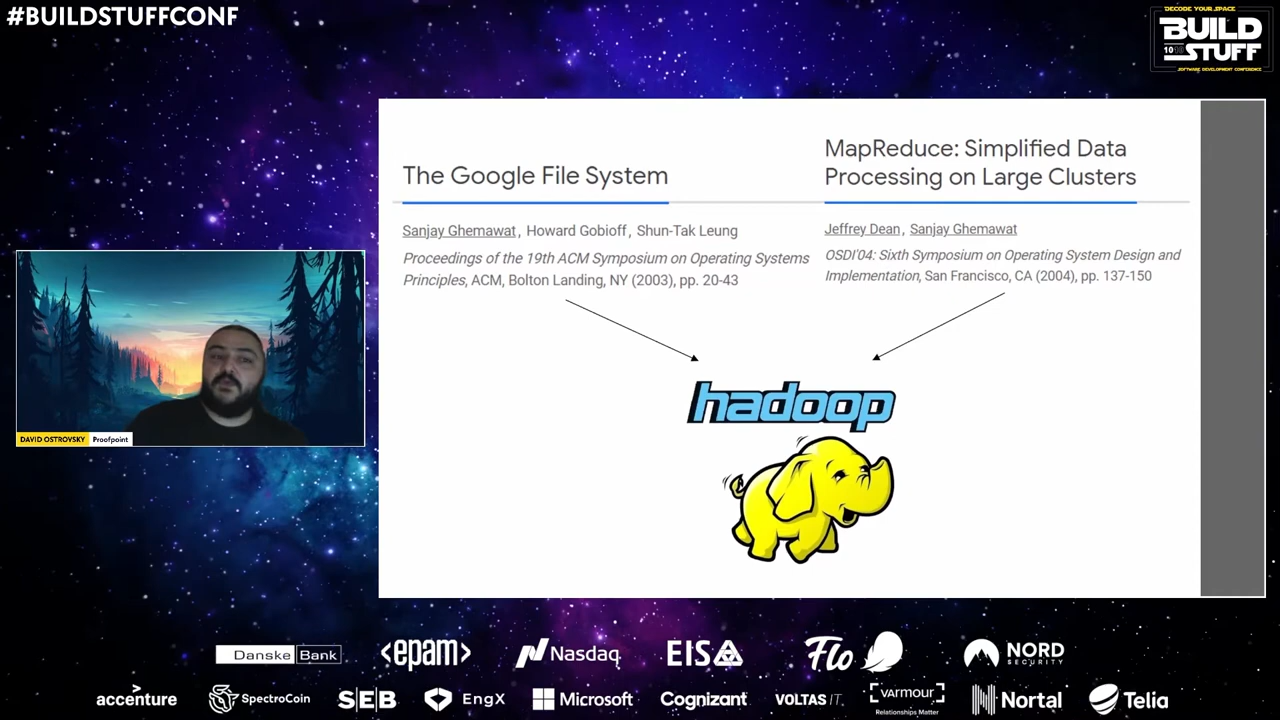 #BUILDSTUFFCONF
DECODE YOUR SPACE
BUILD
STUFF
SOFTWARE DEVELOPMENT CONFERENCE
The Google File System
Sanjay Ghemawat, Howard Gobioff, Shun-Tak Leung
Proceedings of the 19th ACM Symposium on Operating Systems
Principles, ACM, Bolton Landing, NY (2003), pp. 20-43
MapReduce: Simplified Data
Processing on Large Clusters
Jeffrey Dean, Sanjay Ghemawat
OSDI'04: Sixth Symposium on Operating System Design and
Implementation, San Francisco, CA (2004), pp. 137-150
hadoop
DAVID OSTROVSKY Proofpoint
Danske Bank <epam> Nasdaq EIS Flo NORD
SECURITY
accenture SpectroCoin S|E|B EngX Microsoft Cognizant VOLTAS IT. vARMOUR Nortal Telia
Relationships Matter